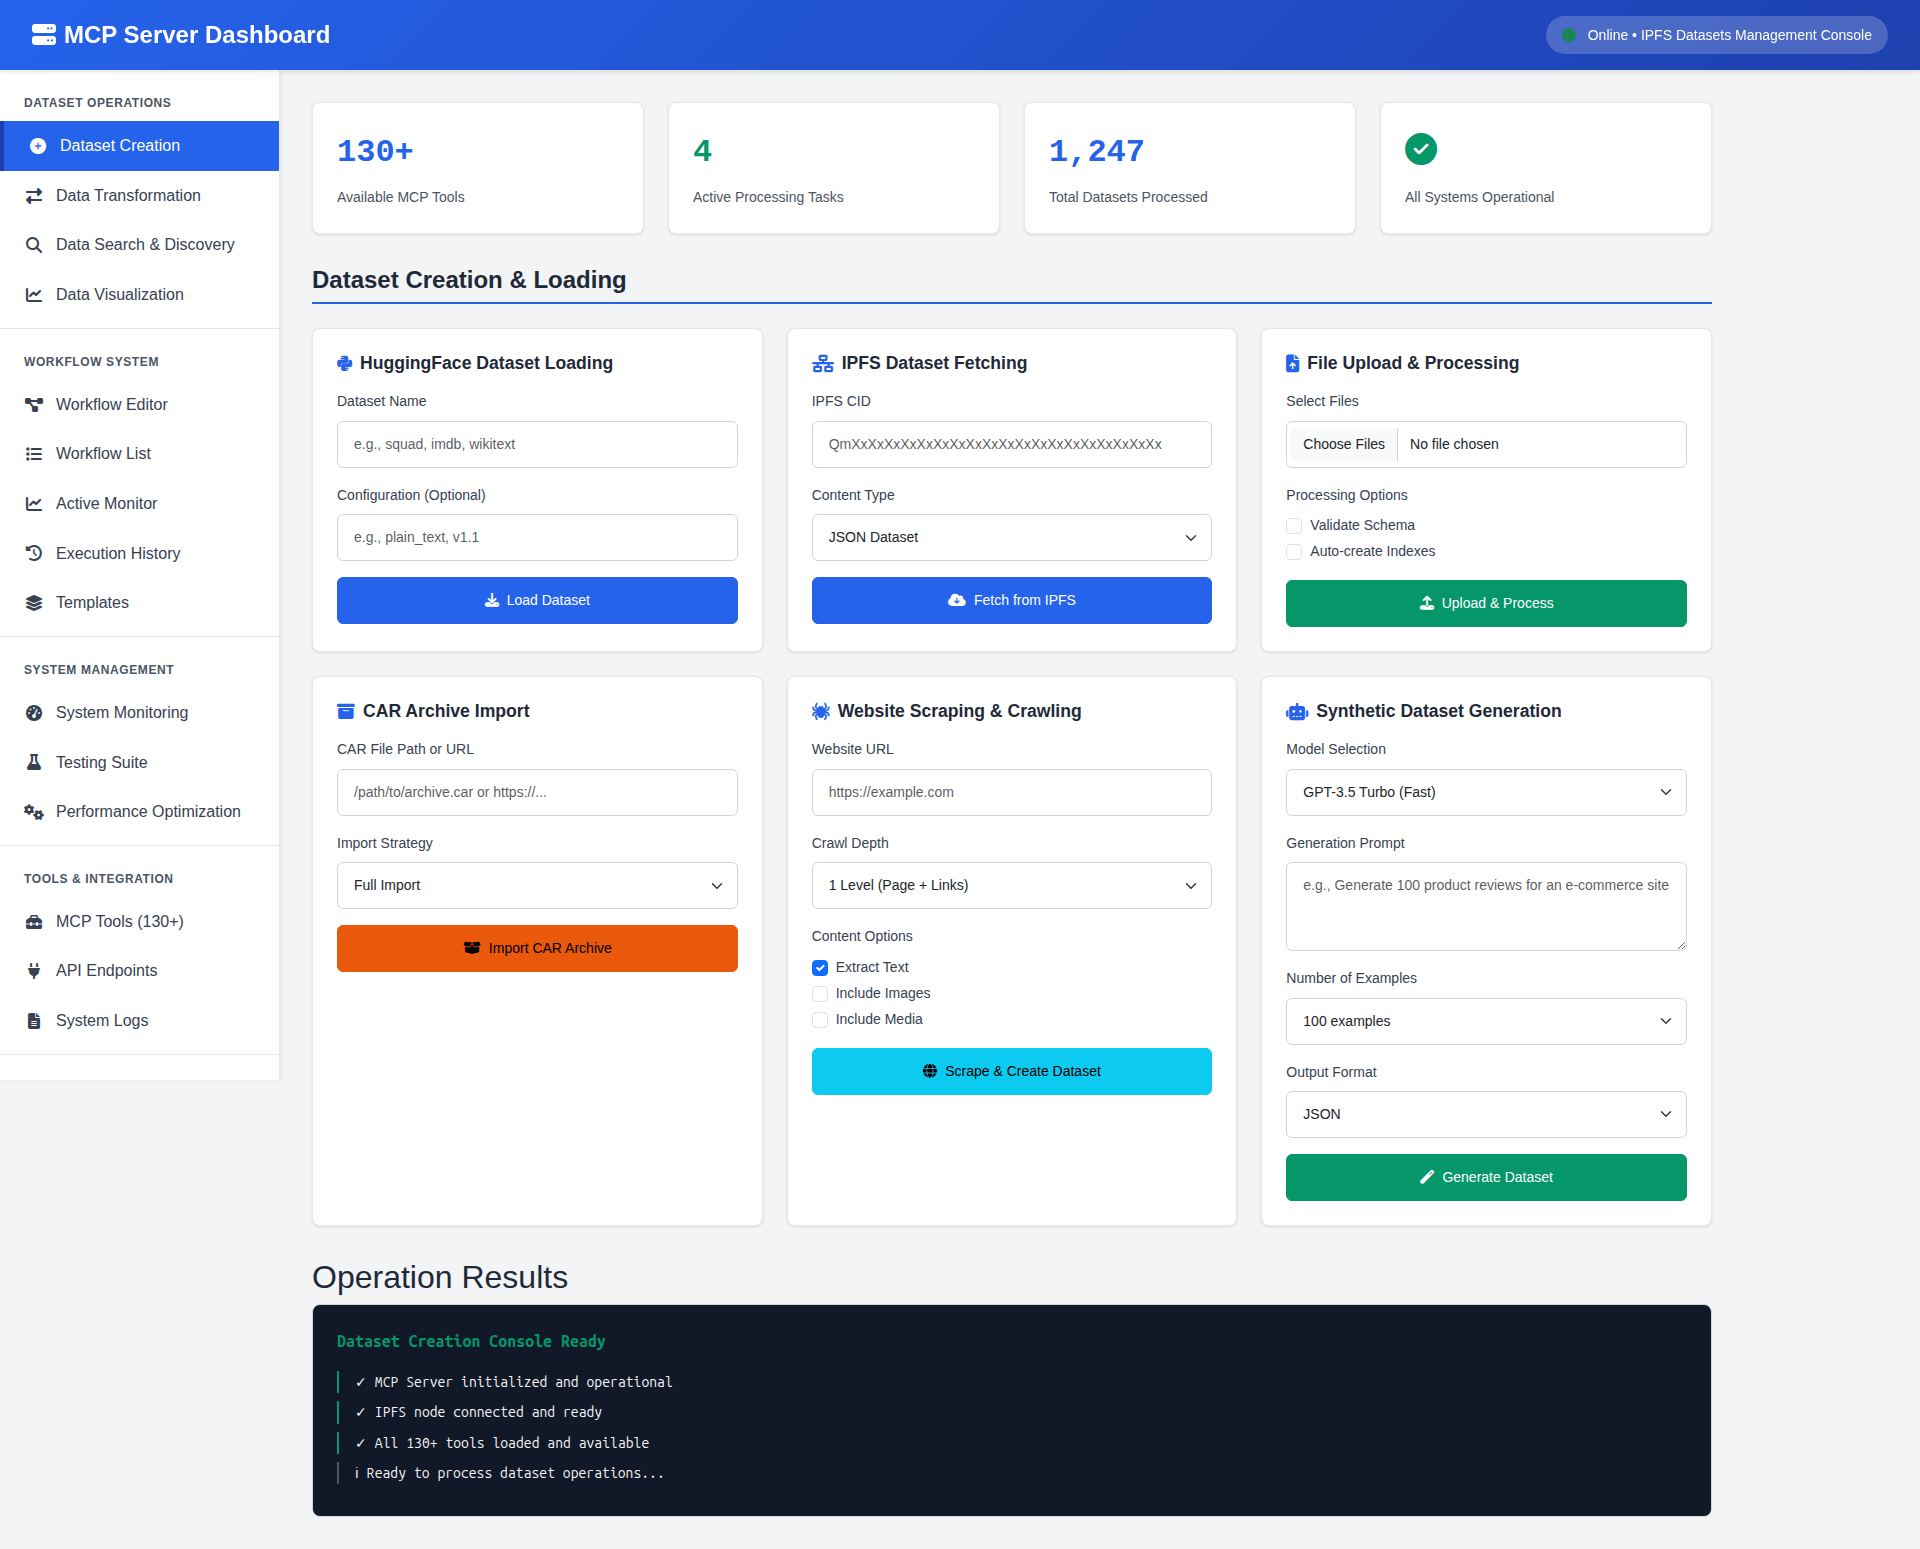 MCP Server Dashboard
Online • IPFS Datasets Management Console
DATASET OPERATIONS
Dataset Creation
Data Transformation
Data Search & Discovery
Data Visualization
WORKFLOW SYSTEM
Workflow Editor
Workflow List
Active Monitor
Execution History
Templates
SYSTEM MANAGEMENT
System Monitoring
Testing Suite
Performance Optimization
TOOLS & INTEGRATION
MCP Tools (130+)
API Endpoints
System Logs
130+
Available MCP Tools
4
Active Processing Tasks
1,247
Total Datasets Processed
All Systems Operational
Dataset Creation & Loading
HuggingFace Dataset Loading
Dataset Name
e.g., squad, imdb, wikitext
Configuration (Optional)
e.g., plain_text, v1.1
Load Dataset
IPFS Dataset Fetching
IPFS CID
QmXxXxXxXxXxXxXxXxXxXxXxXxXxXxXxXxXxXxXxXx
Content Type
JSON Dataset
Fetch from IPFS
File Upload & Processing
Select Files
Choose Files No file chosen
Processing Options
Validate Schema
Auto-create Indexes
Upload & Process
CAR Archive Import
CAR File Path or URL
/path/to/archive.car or https://...
Import Strategy
Full Import
Import CAR Archive
Website Scraping & Crawling
Website URL
https://example.com
Crawl Depth
1 Level (Page + Links)
Content Options
Extract Text
Include Images
Include Media
Scrape & Create Dataset
Synthetic Dataset Generation
Model Selection
GPT-3.5 Turbo (Fast)
Generation Prompt
e.g., Generate 100 product reviews for an e-commerce site
Number of Examples
100 examples
Output Format
JSON
Generate Dataset
Operation Results
Dataset Creation Console Ready
✓ MCP Server initialized and operational
✓ IPFS node connected and ready
✓ All 130+ tools loaded and available
i Ready to process dataset operations...